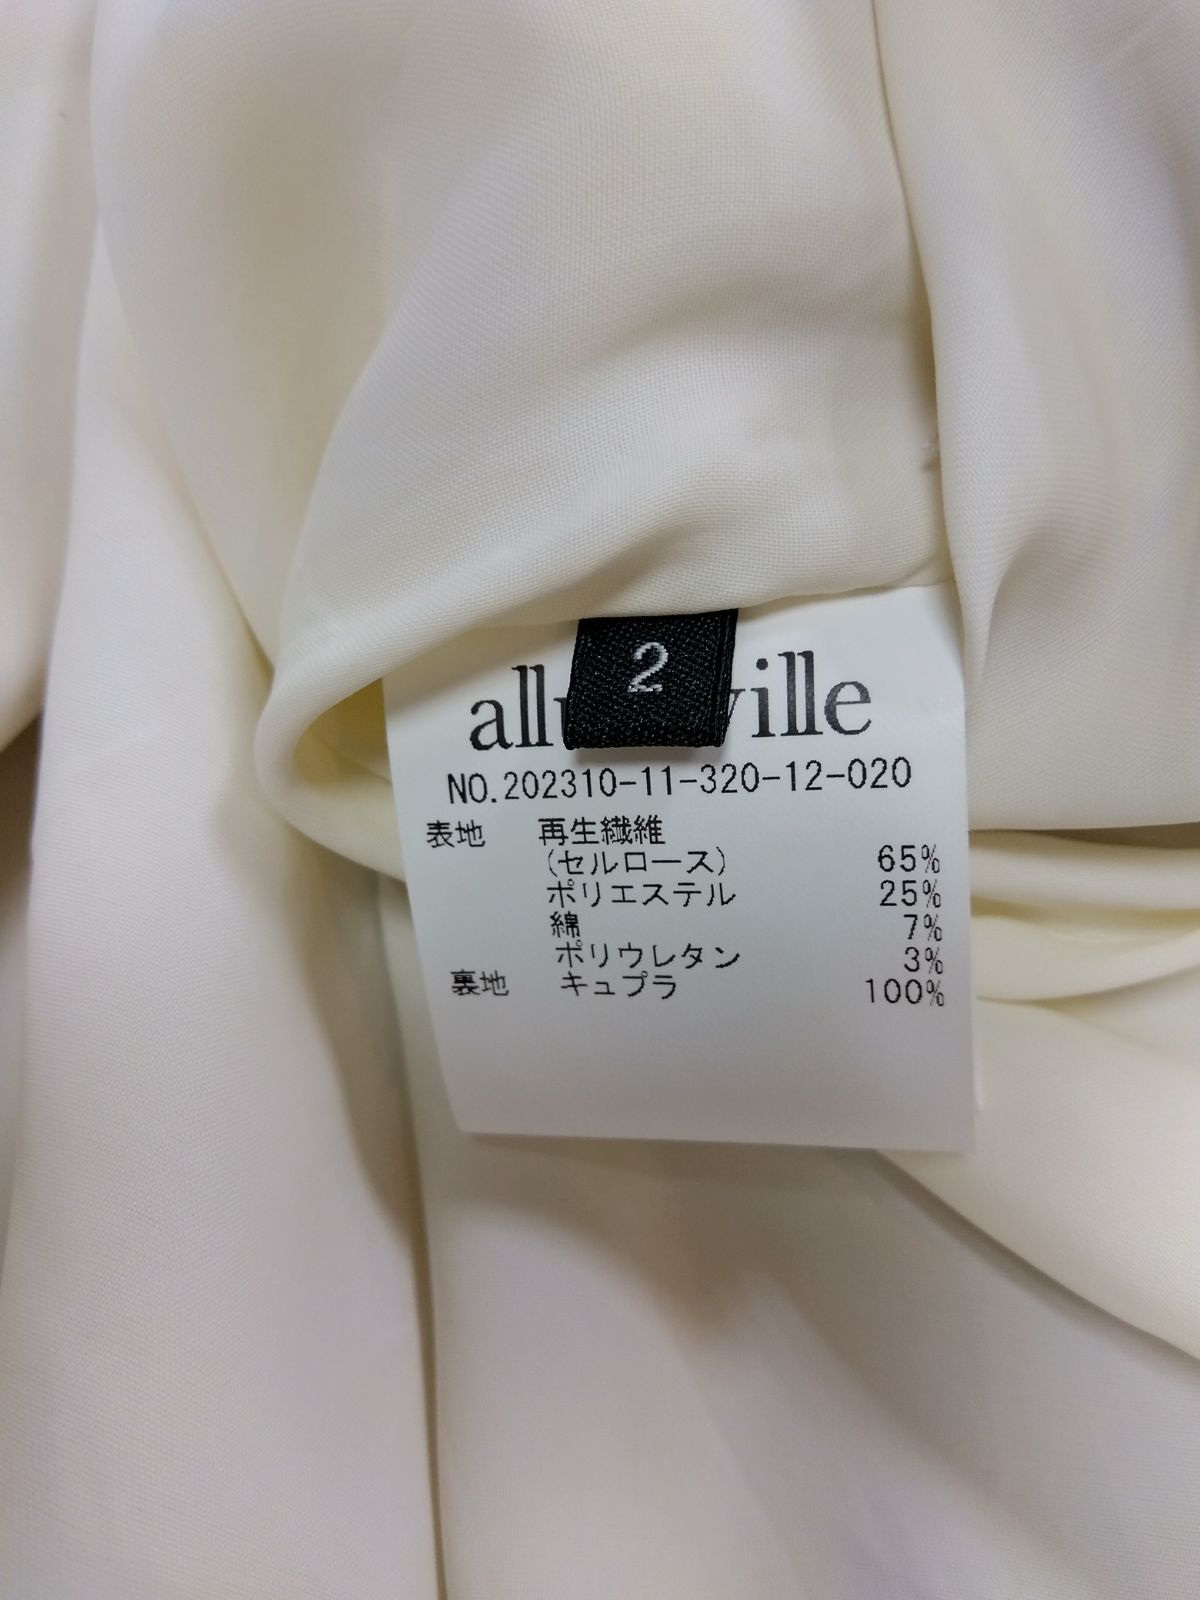 2
NO.202310-11-320-12-020
表地 再生繊維
(セルロース) 65%
ポリエステル 25%
綿 7%
ポリウレタン 3%
裏地 キュプラ 100%